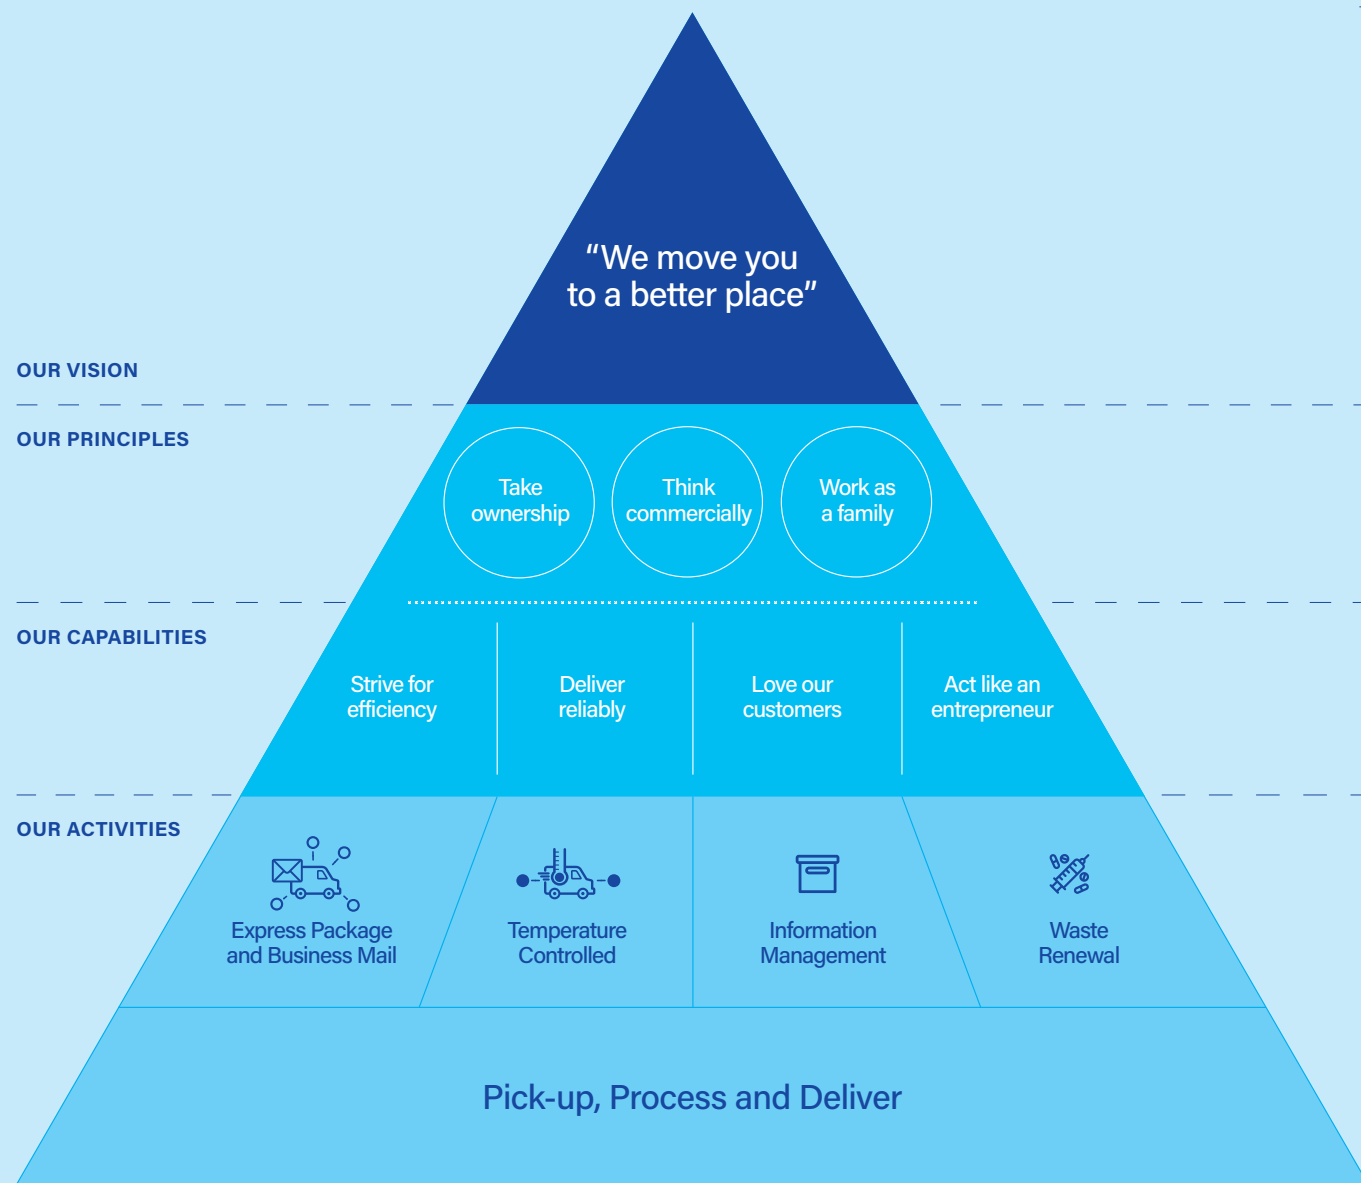 “We move you
to a better place”
OUR VISION
OUR PRINCIPLES
Take
ownership
Think
commercially
Work as
a family
OUR CAPABILITIES
Strive for
efficiency
Deliver
reliably
Love our
customers
Act like an
entrepreneur
OUR ACTIVITIES
Express Package
and Business Mail
Temperature
Controlled
Information
Management
Waste
Renewal
Pick-up, Process and Deliver